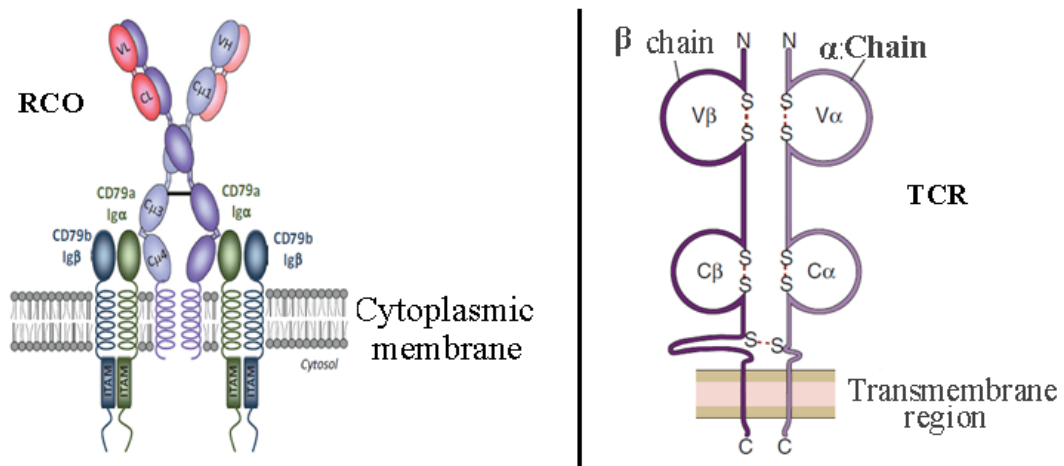 RCO
VL
CL
VH
Cμ1
CD79a
Igα
CD79a
Igα
Cμ3
CD79b
Igβ
CD79b
Igβ
Cμ4
Cytoplasmic
membrane
Cytosol
ITAM
ITAM
ITAM
ITAM
β chain
N
N
α:Chain
S
S
Vβ
Vα
S
S
TCR
S
S
Cβ
Cα
S
S
S
S
Transmembrane
region
C
C